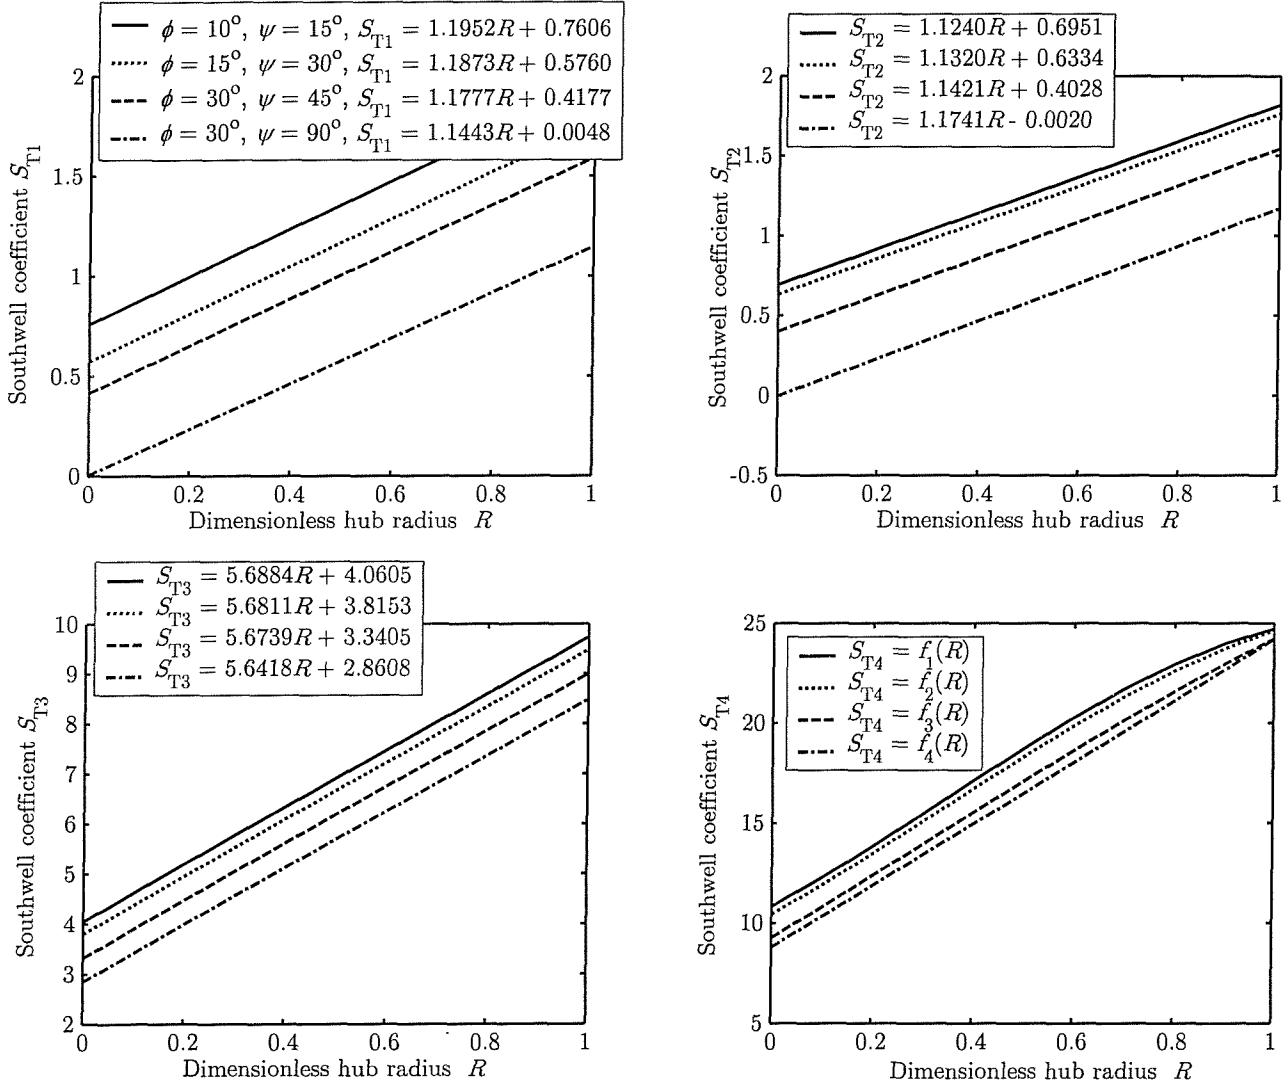 ϕ = 10°, ψ = 15°, S_T1 = 1.1952R + 0.7606
ϕ = 15°, ψ = 30°, S_T1 = 1.1873R + 0.5760
ϕ = 30°, ψ = 45°, S_T1 = 1.1777R + 0.4177
ϕ = 30°, ψ = 90°, S_T1 = 1.1443R + 0.0048
2
1.5
1
0.5
0
Southwell coefficient S_T1
0 0.2 0.4 0.6 0.8 1
Dimensionless hub radius R
S_T2 = 1.1240R + 0.6951
S_T2 = 1.1320R + 0.6334
S_T2 = 1.1421R + 0.4028
S_T2 = 1.1741R - 0.0020
2
1.5
1
0.5
0
-0.5
Southwell coefficient S_T2
0 0.2 0.4 0.6 0.8 1
Dimensionless hub radius R
S_T3 = 5.6884R + 4.0605
S_T3 = 5.6811R + 3.8153
S_T3 = 5.6739R + 3.3405
S_T3 = 5.6418R + 2.8608
10
9
8
7
6
5
4
3
2
Southwell coefficient S_T3
0 0.2 0.4 0.6 0.8 1
Dimensionless hub radius R
S_T4 = f_1(R)
S_T4 = f_2(R)
S_T4 = f_3(R)
S_T4 = f_4(R)
25
20
15
10
5
Southwell coefficient S_T4
0 0.2 0.4 0.6 0.8 1
Dimensionless hub radius R